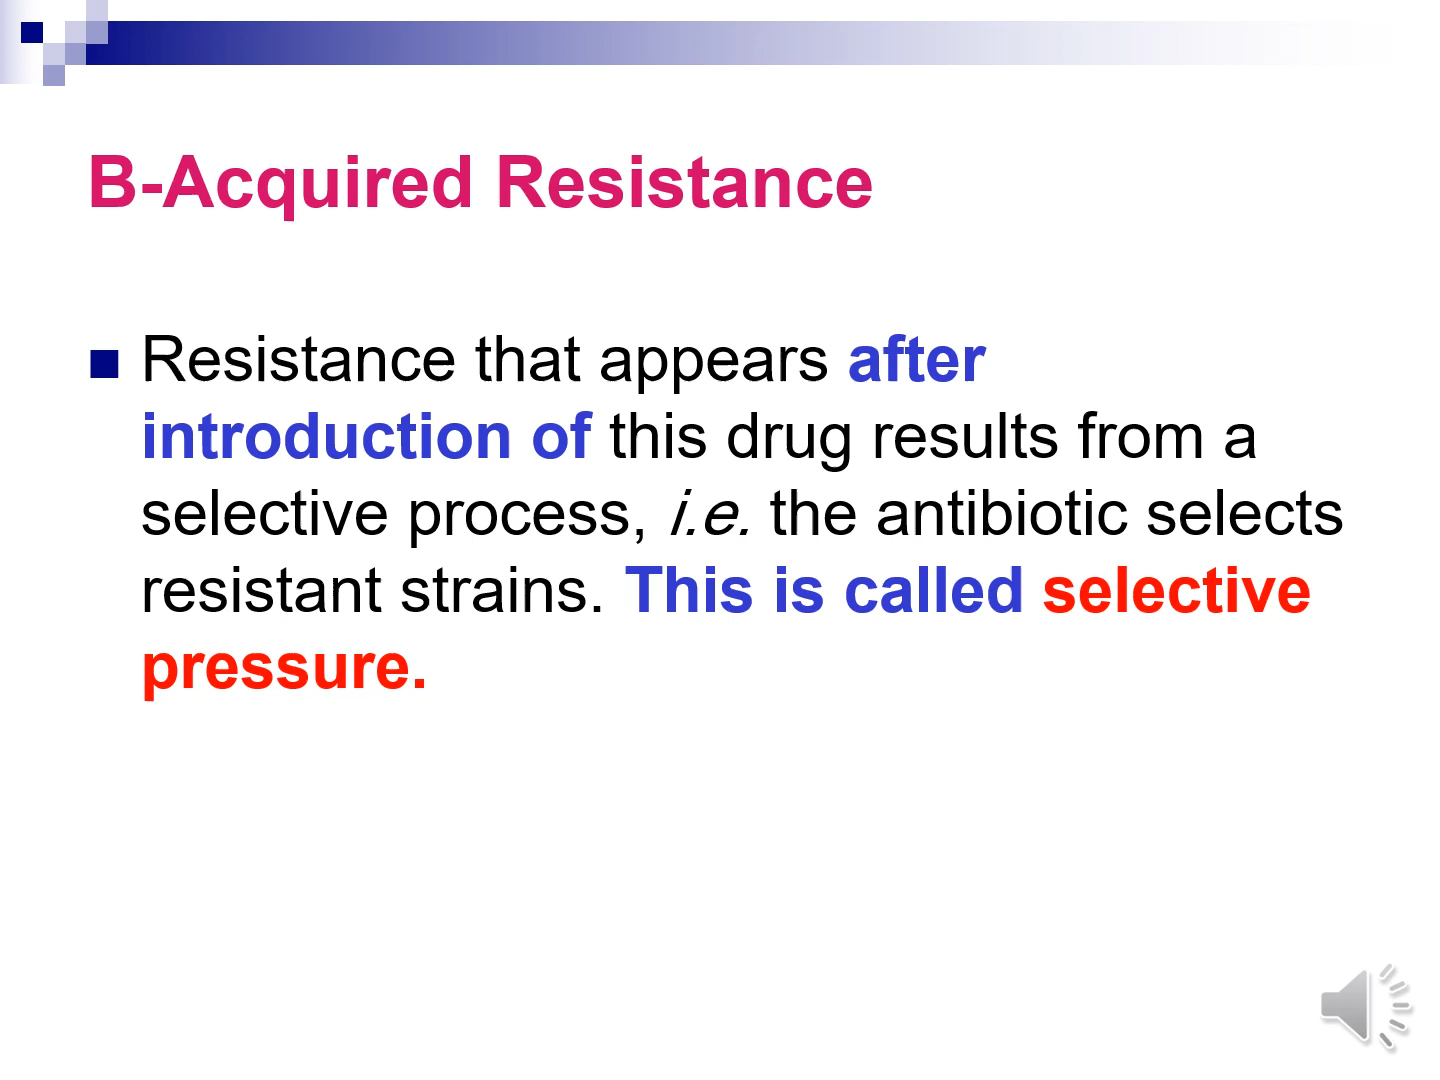 B-Acquired Resistance
Resistance that appears after
introduction of this drug results from a
selective process, i.e. the antibiotic selects
resistant strains. This is called selective
pressure.